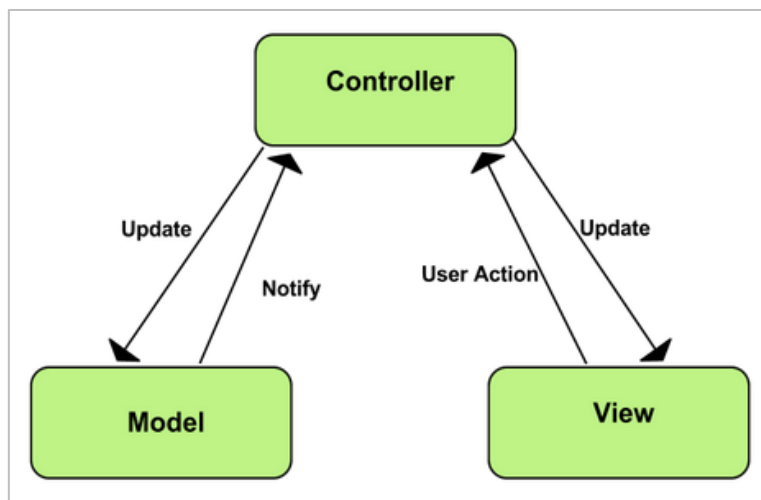 Controller
Update
Update
User Action
Notify
Model
View